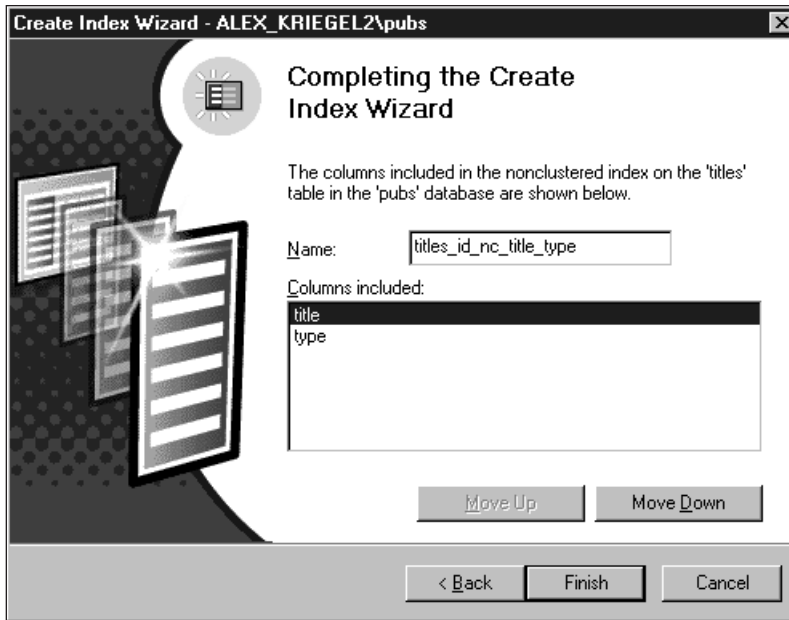 Create Index Wizard - ALEX_KRIEGEL2\pubs
Completing the Create
Index Wizard
The columns included in the nonclustered index on the 'titles'
table in the 'pubs' database are shown below.
Name: titles_id_nc_title_type
Columns included:
title
type
Move Up Move Down
< Back Finish Cancel